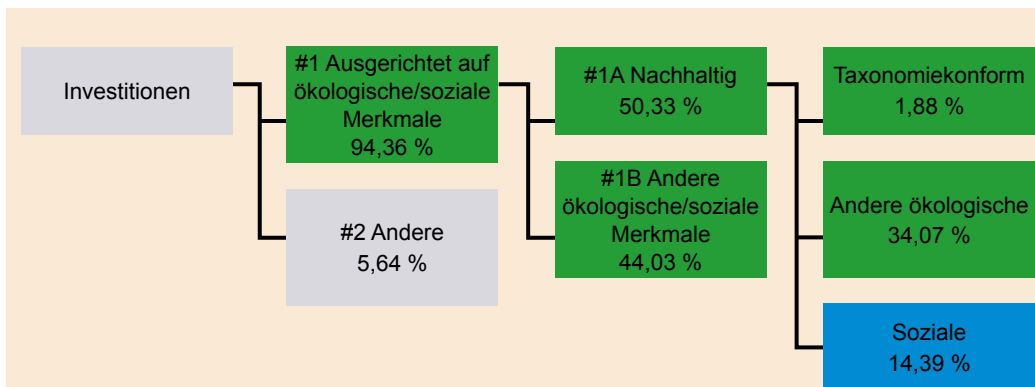 Investitionen
#1 Ausgerichtet auf
ökologische/soziale
Merkmale
94,36 %
#2 Andere
5,64 %
#1A Nachhaltig
50,33 %
#1B Andere
ökologische/soziale
Merkmale
44,03 %
Taxonomiekonform
1,88 %
Andere ökologische
34,07 %
Soziale
14,39 %